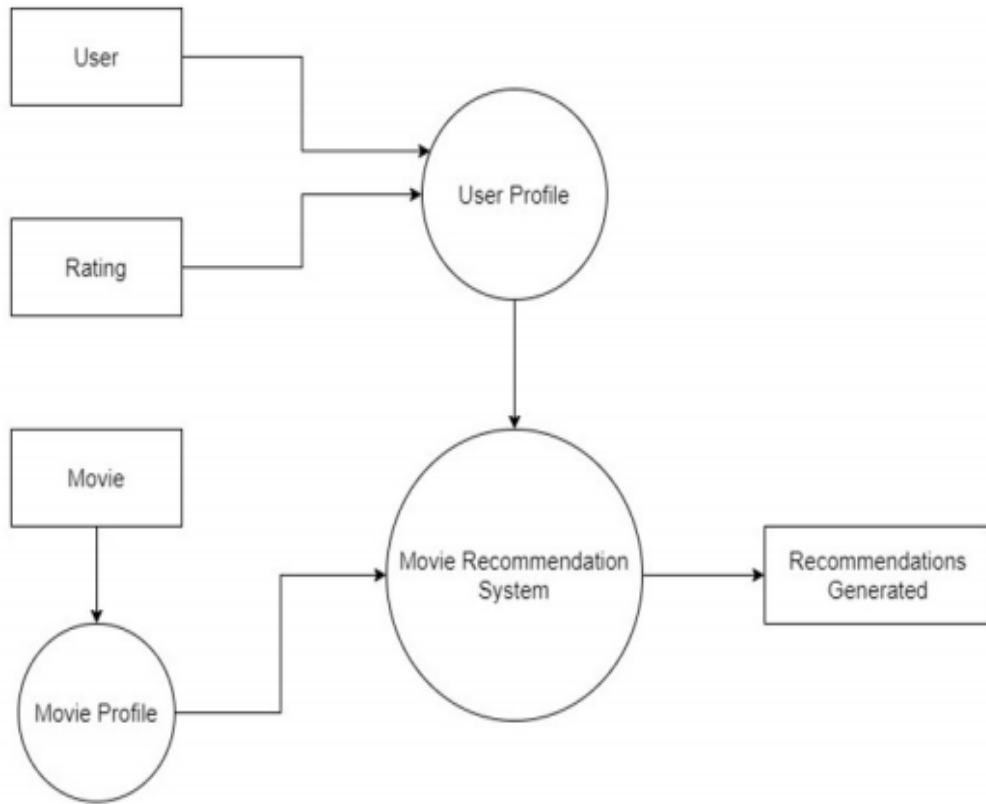 User
User Profile
Rating
Movie
Movie Recommendation
System
Recommendations
Generated
Movie Profile